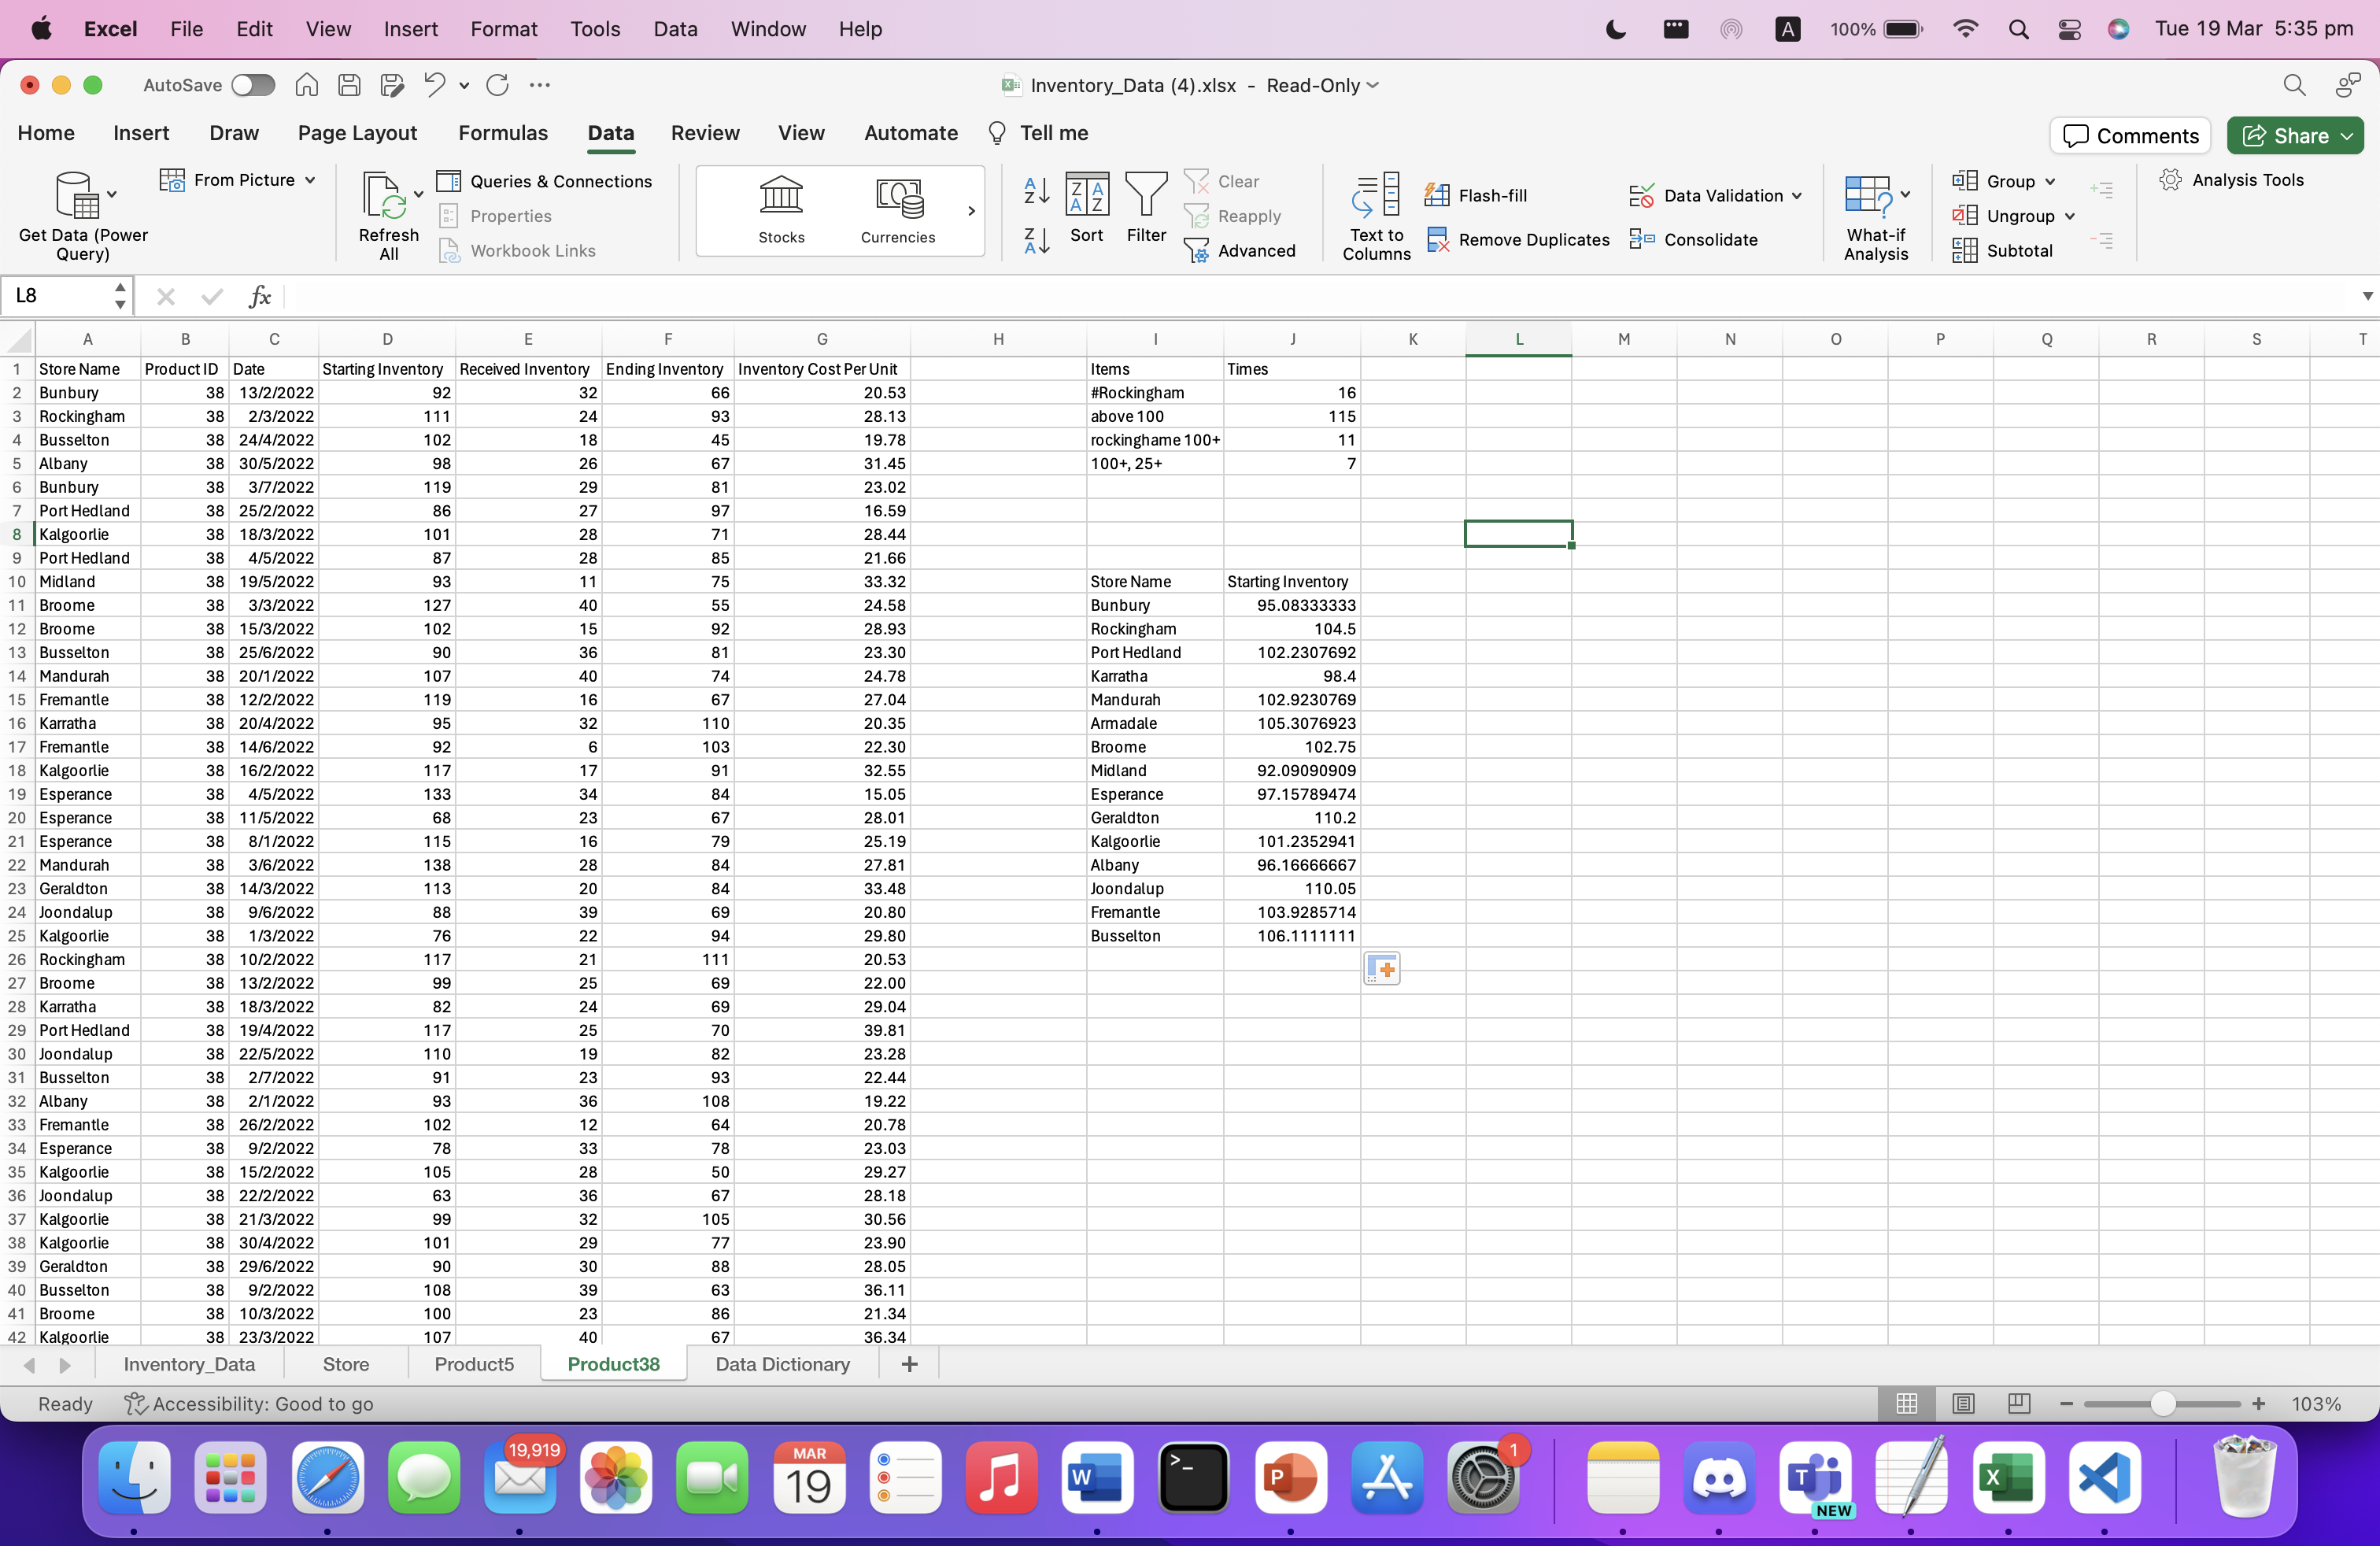 Excel File Edit View Insert Format Tools Data Window Help A 100% Tue 19 Mar 5:35 pm
AutoSave Inventory_Data (4).xlsx - Read-Only
Home Insert Draw Page Layout Formulas Data Review View Automate Tell me Comments Share
Get Data (Power Query) From Picture Refresh All Queries & Connections Properties Workbook Links Stocks Currencies Sort Filter Clear Reapply Advanced Text to Columns Flash-fill Remove Duplicates Data Validation Consolidate What-if Analysis Group Ungroup Subtotal Analysis Tools
L8 fx
A B C D E F G H I J K L M N O P Q R S T
1 Store Name Product ID Date Starting Inventory Received Inventory Ending Inventory Inventory Cost Per Unit Items Times
2 Bunbury 38 13/2/2022 92 32 66 20.53 #Rockingham 16
3 Rockingham 38 2/3/2022 111 24 93 28.13 above 100 115
4 Busselton 38 24/4/2022 102 18 45 19.78 rockinghame 100+ 11
5 Albany 38 30/5/2022 98 26 67 31.45 100+, 25+ 7
6 Bunbury 38 3/7/2022 119 29 81 23.02
7 Port Hedland 38 25/2/2022 86 27 97 16.59
8 Kalgoorlie 38 18/3/2022 101 28 71 28.44
9 Port Hedland 38 4/5/2022 87 28 85 21.66
10 Midland 38 19/5/2022 93 11 75 33.32 Store Name Starting Inventory
11 Broome 38 3/3/2022 127 40 55 24.58 Bunbury 95.08333333
12 Broome 38 15/3/2022 102 15 92 28.93 Rockingham 104.5
13 Busselton 38 25/6/2022 90 36 81 23.30 Port Hedland 102.2307692
14 Mandurah 38 20/1/2022 107 40 74 24.78 Karratha 98.4
15 Fremantle 38 12/2/2022 119 16 67 27.04 Mandurah 102.9230769
16 Karratha 38 20/4/2022 95 32 110 20.35 Armadale 105.3076923
17 Fremantle 38 14/6/2022 92 6 103 22.30 Broome 102.75
18 Kalgoorlie 38 16/2/2022 117 17 91 32.55 Midland 92.09090909
19 Esperance 38 4/5/2022 133 34 84 15.05 Esperance 97.15789474
20 Esperance 38 11/5/2022 68 23 67 28.01 Geraldton 110.2
21 Esperance 38 8/1/2022 115 16 79 25.19 Kalgoorlie 101.2352941
22 Mandurah 38 3/6/2022 138 28 84 27.81 Albany 96.16666667
23 Geraldton 38 14/3/2022 113 20 84 33.48 Joondalup 110.05
24 Joondalup 38 9/6/2022 88 39 69 20.80 Fremantle 103.9285714
25 Kalgoorlie 38 1/3/2022 76 22 94 29.80 Busselton 106.1111111
26 Rockingham 38 10/2/2022 117 21 111 20.53
27 Broome 38 13/2/2022 99 25 69 22.00
28 Karratha 38 18/3/2022 82 24 69 29.04
29 Port Hedland 38 19/4/2022 117 25 70 39.81
30 Joondalup 38 22/5/2022 110 19 82 23.28
31 Busselton 38 2/7/2022 91 23 93 22.44
32 Albany 38 2/1/2022 93 36 108 19.22
33 Fremantle 38 26/2/2022 102 12 64 20.78
34 Esperance 38 9/2/2022 78 33 78 23.03
35 Kalgoorlie 38 15/2/2022 105 28 50 29.27
36 Joondalup 38 22/2/2022 63 36 67 28.18
37 Kalgoorlie 38 21/3/2022 99 32 105 30.56
38 Kalgoorlie 38 30/4/2022 101 29 77 23.90
39 Geraldton 38 29/6/2022 90 30 88 28.05
40 Busselton 38 9/2/2022 108 39 63 36.11
41 Broome 38 10/3/2022 100 23 86 21.34
42 Kalgoorlie 38 23/3/2022 107 40 67 36.34
Inventory_Data Store Product5 Product38 Data Dictionary +
Ready Accessibility: Good to go 103%
19,919 MAR 19 W P 1 T NEW X